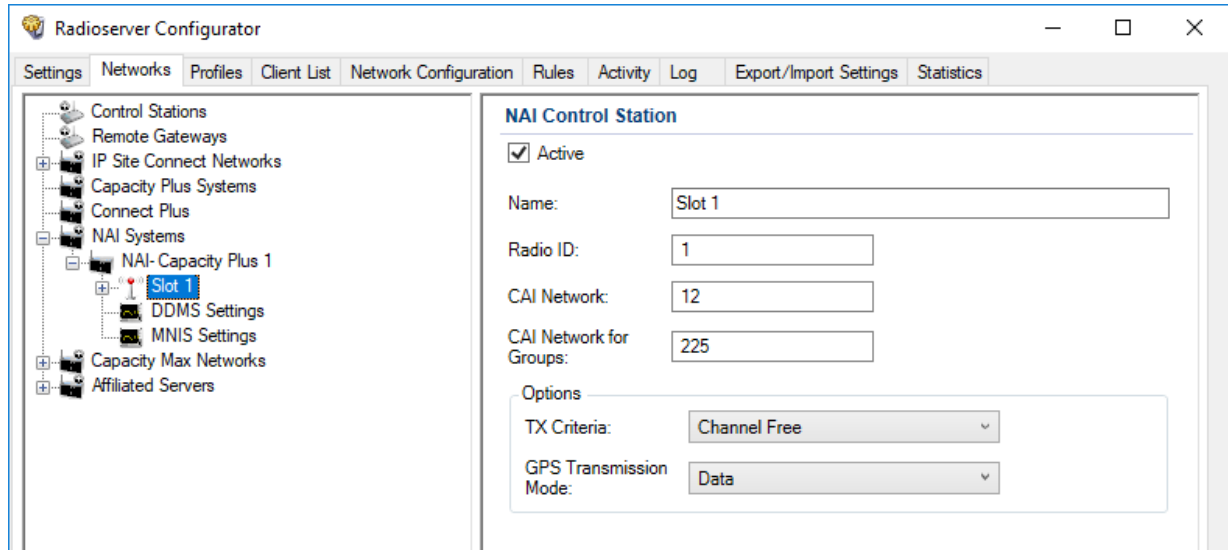 Radioserver Configurator
Settings Networks Profiles Client List Network Configuration Rules Activity Log Export/Import Settings Statistics
Control Stations
Remote Gateways
IP Site Connect Networks
Capacity Plus Systems
Connect Plus
NAI Systems
NAI- Capacity Plus 1
Slot 1
DDMS Settings
MNIS Settings
Capacity Max Networks
Affiliated Servers
NAI Control Station
Active
Name: Slot 1
Radio ID: 1
CAI Network: 12
CAI Network for
Groups: 225
Options
TX Criteria: Channel Free
GPS Transmission
Mode: Data